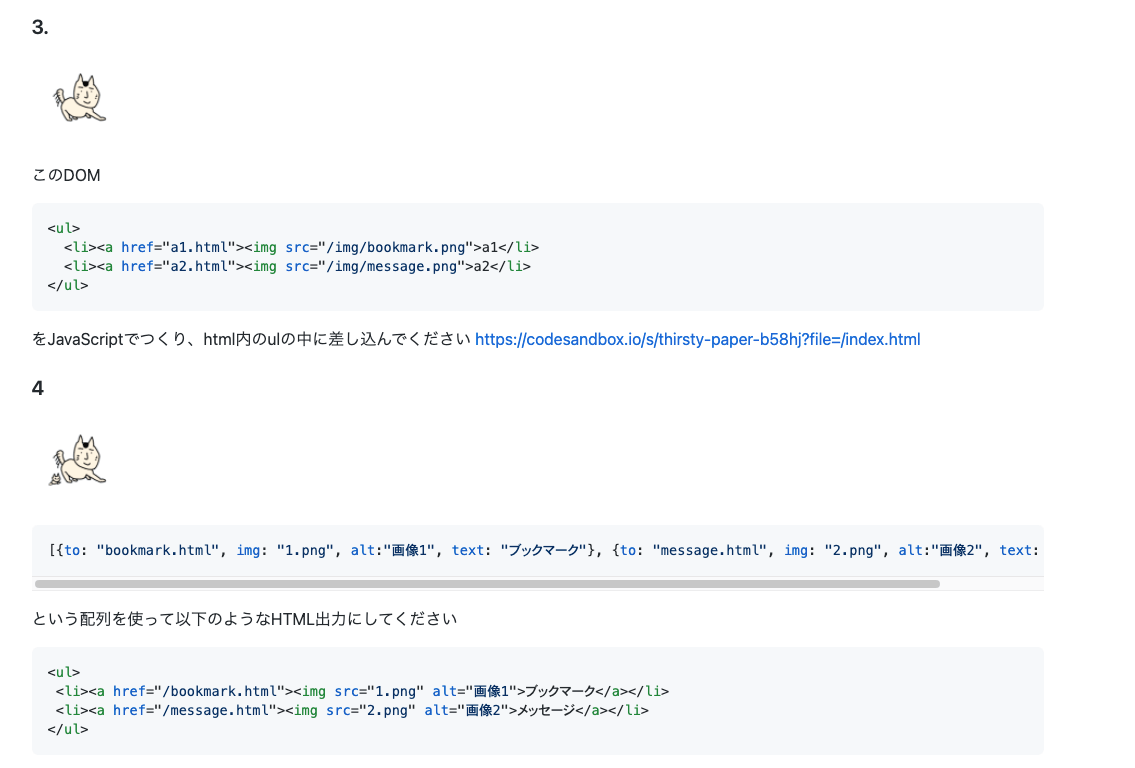 3.
このDOM
<ul>
  <li><a href="a1.html"><img src="/img/bookmark.png">a1</li>
  <li><a href="a2.html"><img src="/img/message.png">a2</li>
</ul>
をJavaScriptでつくり、html内のulの中に差し込んでください https://codesandbox.io/s/thirsty-paper-b58hj?file=/index.html
4
[{to: "bookmark.html", img: "1.png", alt:"画像1", text: "ブックマーク"}, {to: "message.html", img: "2.png", alt:"画像2", text:
という配列を使って以下のようなHTML出力にしてください
<ul>
 <li><a href="/bookmark.html"><img src="1.png" alt="画像1">ブックマーク</a></li>
 <li><a href="/message.html"><img src="2.png" alt="画像2">メッセージ</a></li>
</ul>